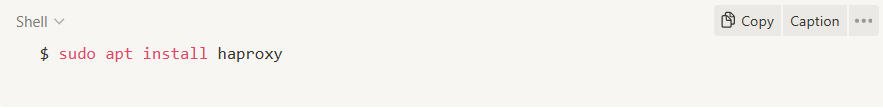 Shell
Copy Caption
$ sudo apt install haproxy